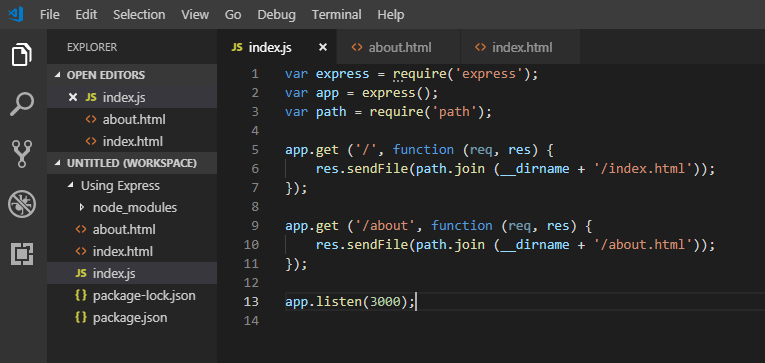 File Edit Selection View Go Debug Terminal Help
EXPLORER
OPEN EDITORS
JS index.js
<> about.html
<> index.html
UNTITLED (WORKSPACE)
Using Express
node_modules
<> about.html
<> index.html
JS index.js
{} package-lock.json
{} package.json
JS index.js <> about.html <> index.html
1 var express = require('express');
2 var app = express();
3 var path = require('path');
4
5 app.get ('/', function (req, res) {
6     res.sendFile(path.join (__dirname + '/index.html'));
7 });
8
9 app.get ('/about', function (req, res) {
10     res.sendFile(path.join (__dirname + '/about.html'));
11 });
12
13 app.listen(3000);
14